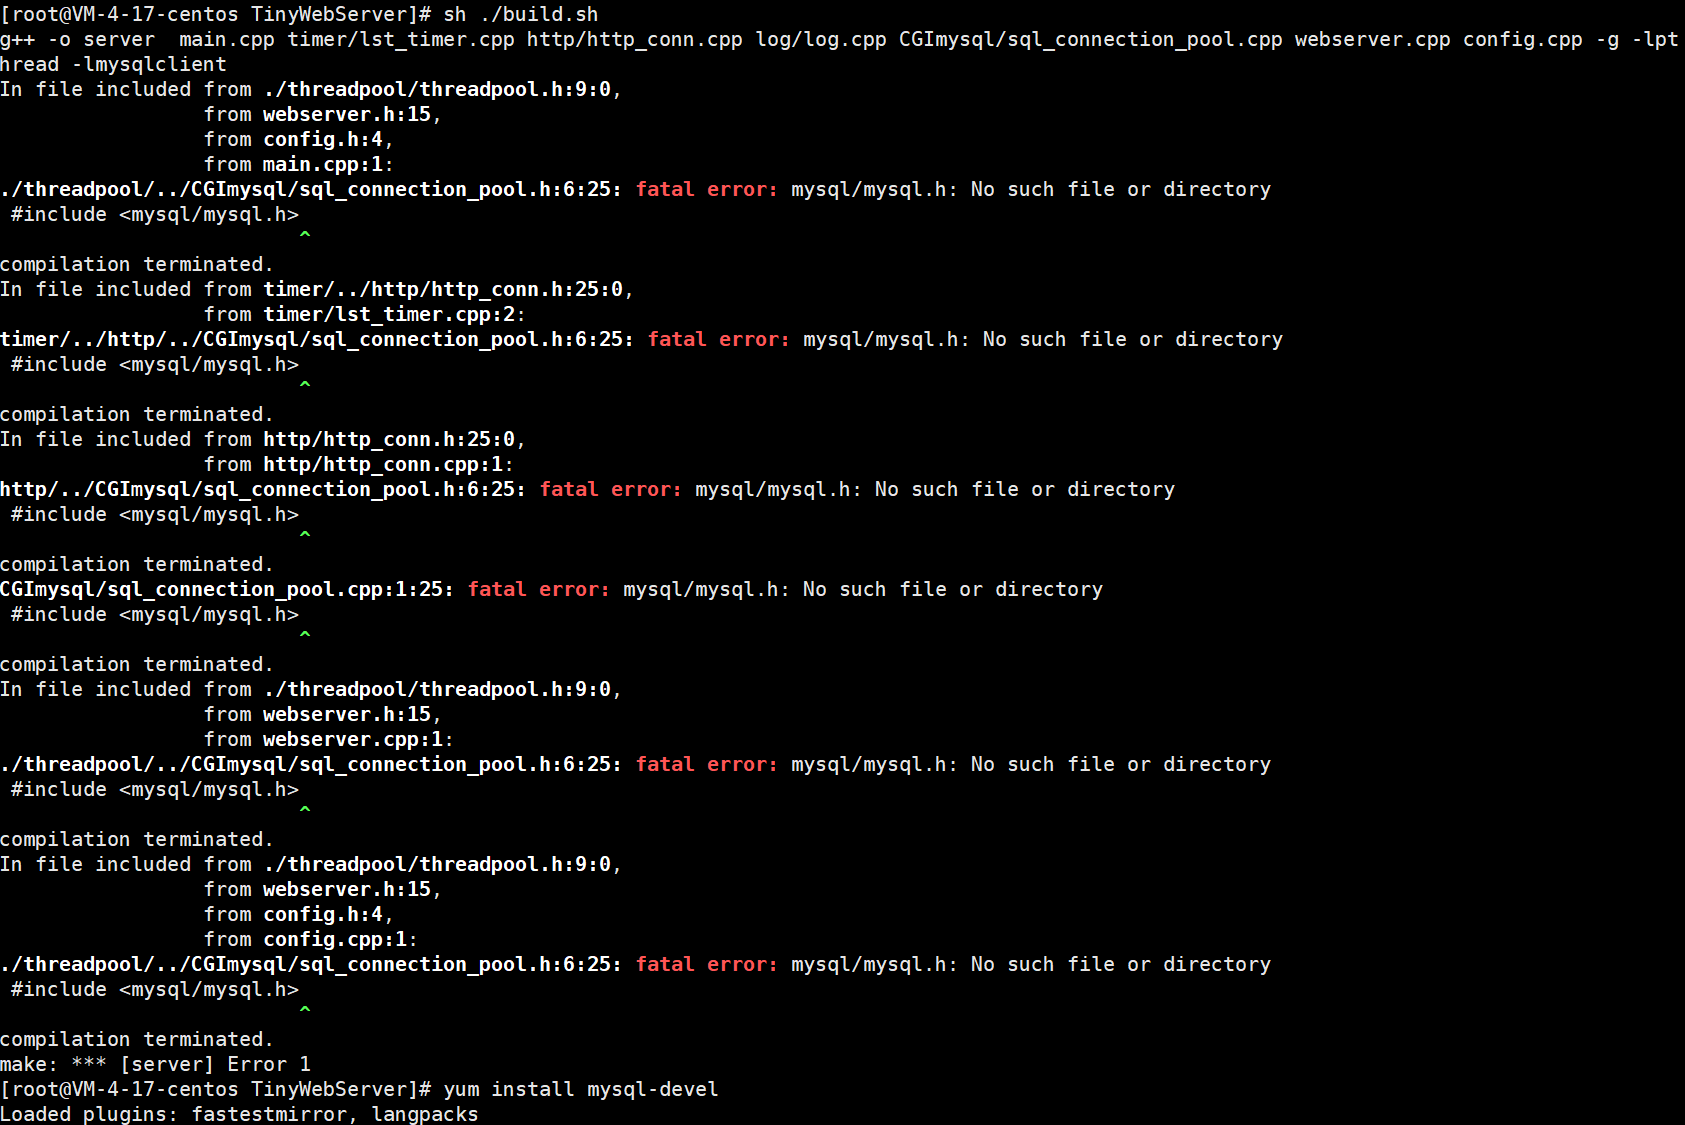 [root@VM-4-17-centos TinyWebServer]# sh ./build.sh
g++ -o server  main.cpp timer/lst_timer.cpp http/http_conn.cpp log/log.cpp CGImysql/sql_connection_pool.cpp webserver.cpp config.cpp -g -lpt
hread -lmysqlclient
In file included from ./threadpool/threadpool.h:9:0,
                 from webserver.h:15,
                 from config.h:4,
                 from main.cpp:1:
./threadpool/../CGImysql/sql_connection_pool.h:6:25: fatal error: mysql/mysql.h: No such file or directory
 #include <mysql/mysql.h>
                         ^
compilation terminated.
In file included from timer/../http/http_conn.h:25:0,
                 from timer/lst_timer.cpp:2:
timer/../http/../CGImysql/sql_connection_pool.h:6:25: fatal error: mysql/mysql.h: No such file or directory
 #include <mysql/mysql.h>
                         ^
compilation terminated.
In file included from http/http_conn.h:25:0,
                 from http/http_conn.cpp:1:
http/../CGImysql/sql_connection_pool.h:6:25: fatal error: mysql/mysql.h: No such file or directory
 #include <mysql/mysql.h>
                         ^
compilation terminated.
CGImysql/sql_connection_pool.cpp:1:25: fatal error: mysql/mysql.h: No such file or directory
 #include <mysql/mysql.h>
                         ^
compilation terminated.
In file included from ./threadpool/threadpool.h:9:0,
                 from webserver.h:15,
                 from webserver.cpp:1:
./threadpool/../CGImysql/sql_connection_pool.h:6:25: fatal error: mysql/mysql.h: No such file or directory
 #include <mysql/mysql.h>
                         ^
compilation terminated.
In file included from ./threadpool/threadpool.h:9:0,
                 from webserver.h:15,
                 from config.h:4,
                 from config.cpp:1:
./threadpool/../CGImysql/sql_connection_pool.h:6:25: fatal error: mysql/mysql.h: No such file or directory
 #include <mysql/mysql.h>
                         ^
compilation terminated.
make: *** [server] Error 1
[root@VM-4-17-centos TinyWebServer]# yum install mysql-devel
Loaded plugins: fastestmirror, langpacks